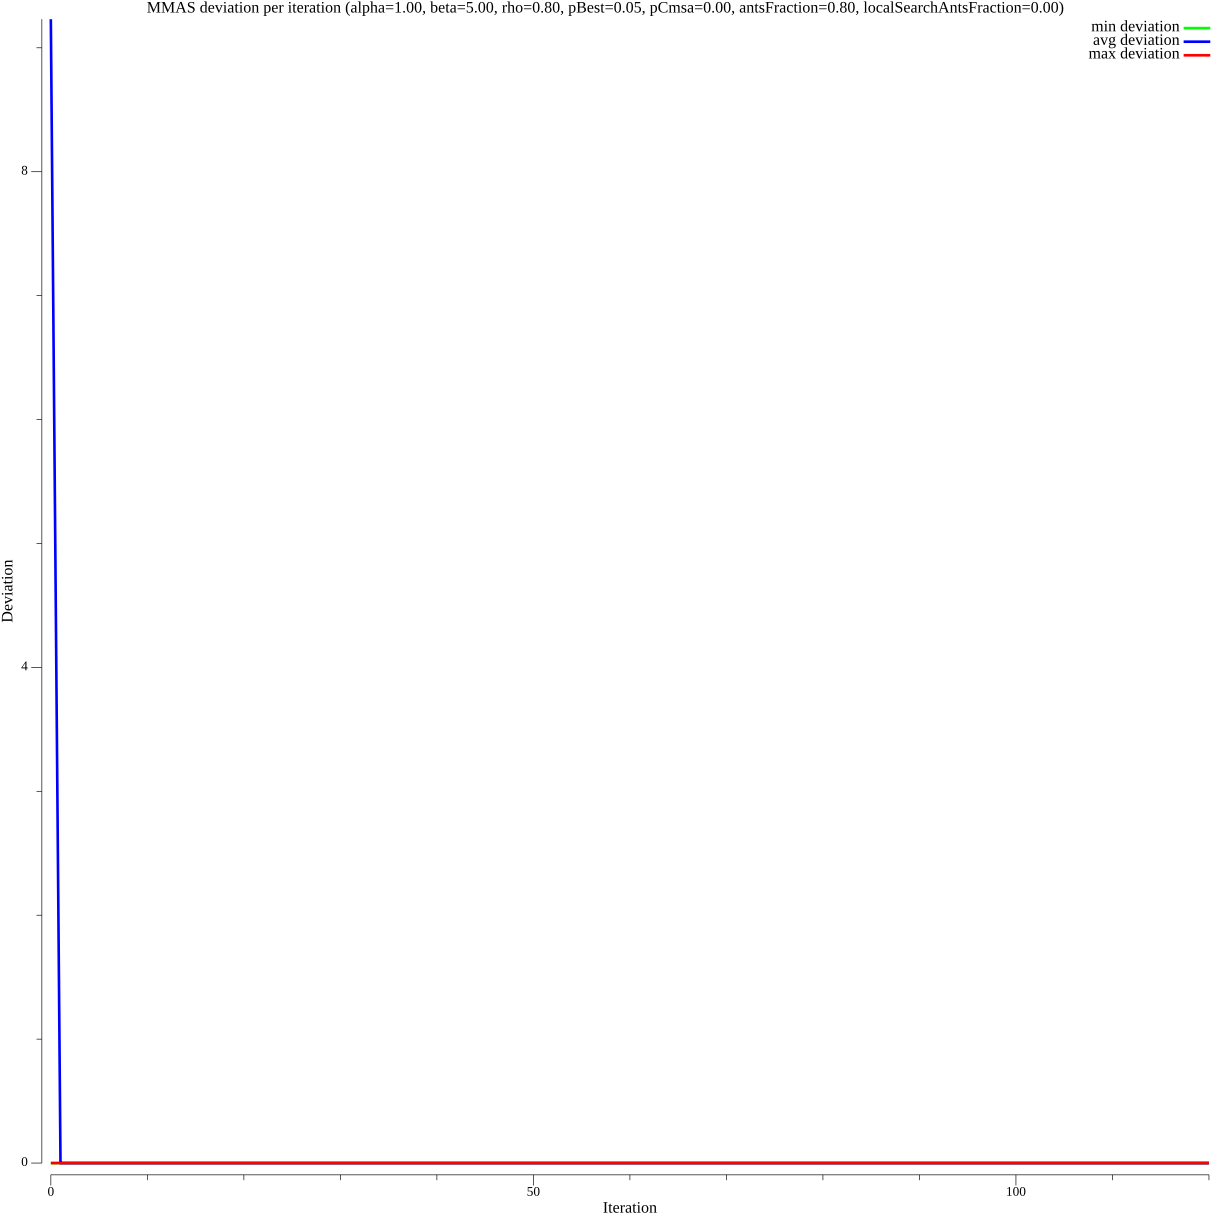 MMAS deviation per iteration (alpha=1.00, beta=5.00, rho=0.80, pBest=0.05, pCmsa=0.00, antsFraction=0.80, localSearchAntsFraction=0.00)
min deviation
avg deviation
max deviation
8
4
0
Deviation
0 50 100
Iteration